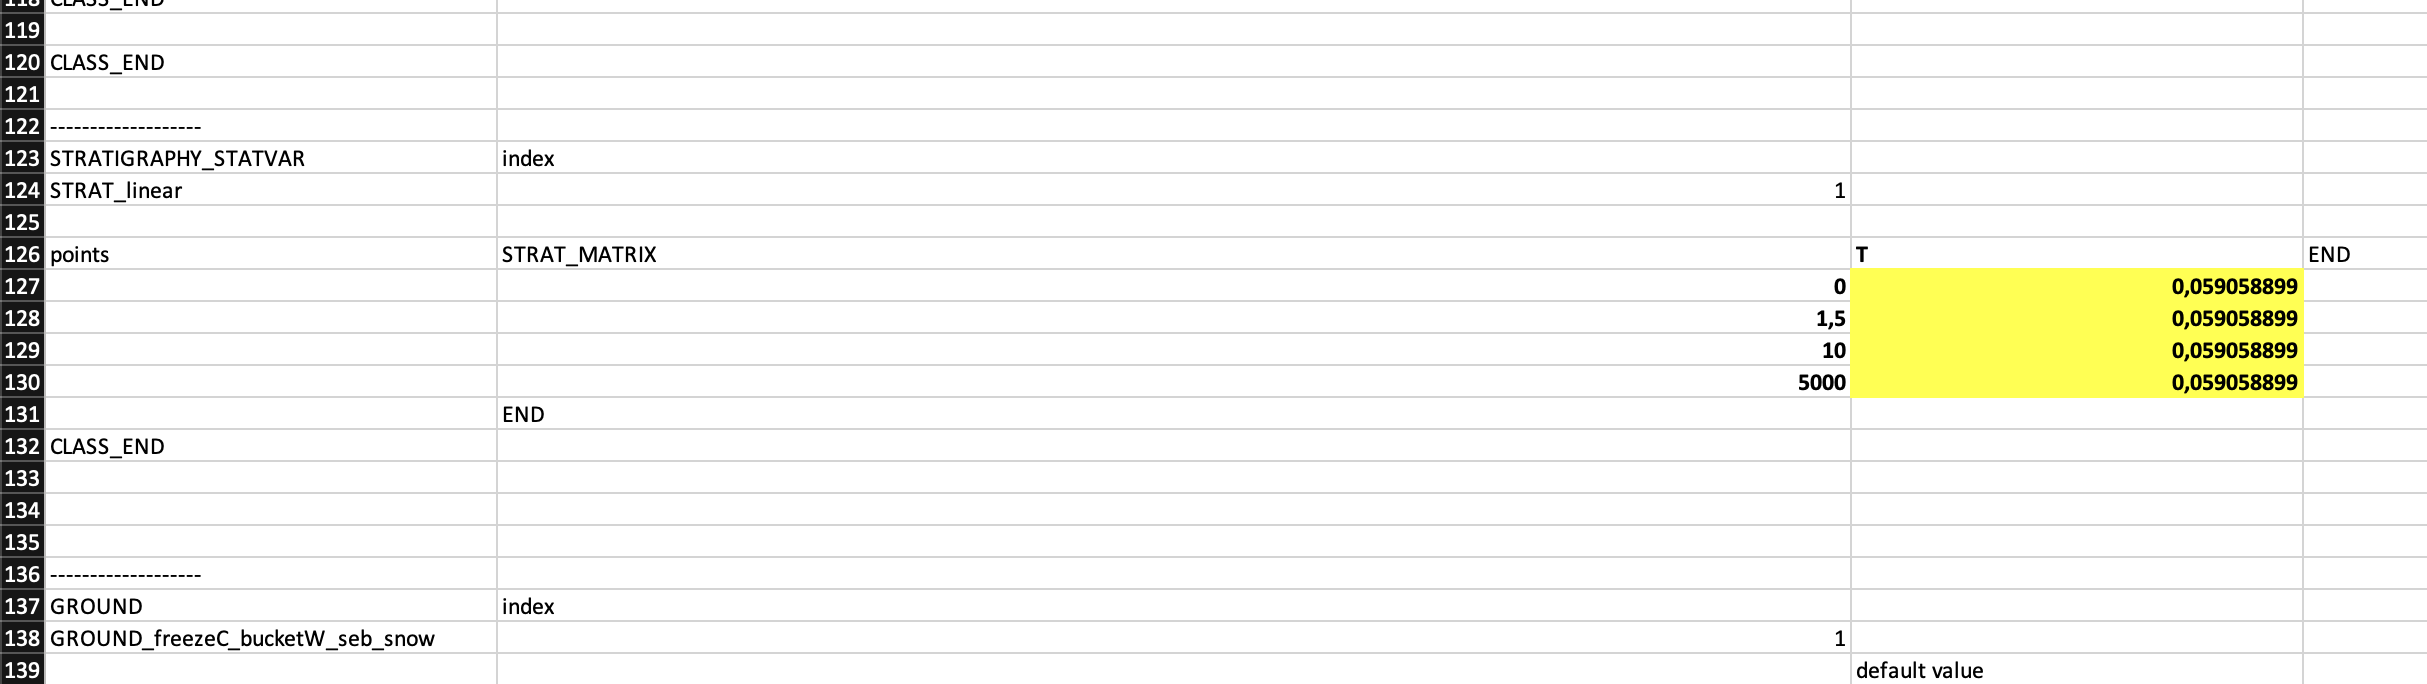 118 CLASS_END
119
120 CLASS_END
121
122 -------------------
123 STRATIGRAPHY_STATVAR index
124 STRAT_linear 1
125
126 points STRAT_MATRIX T END
127 0 0,059058899
128 1,5 0,059058899
129 10 0,059058899
130 5000 0,059058899
131 END
132 CLASS_END
133
134
135
136 -------------------
137 GROUND index
138 GROUND_freezeC_bucketW_seb_snow 1
139 default value